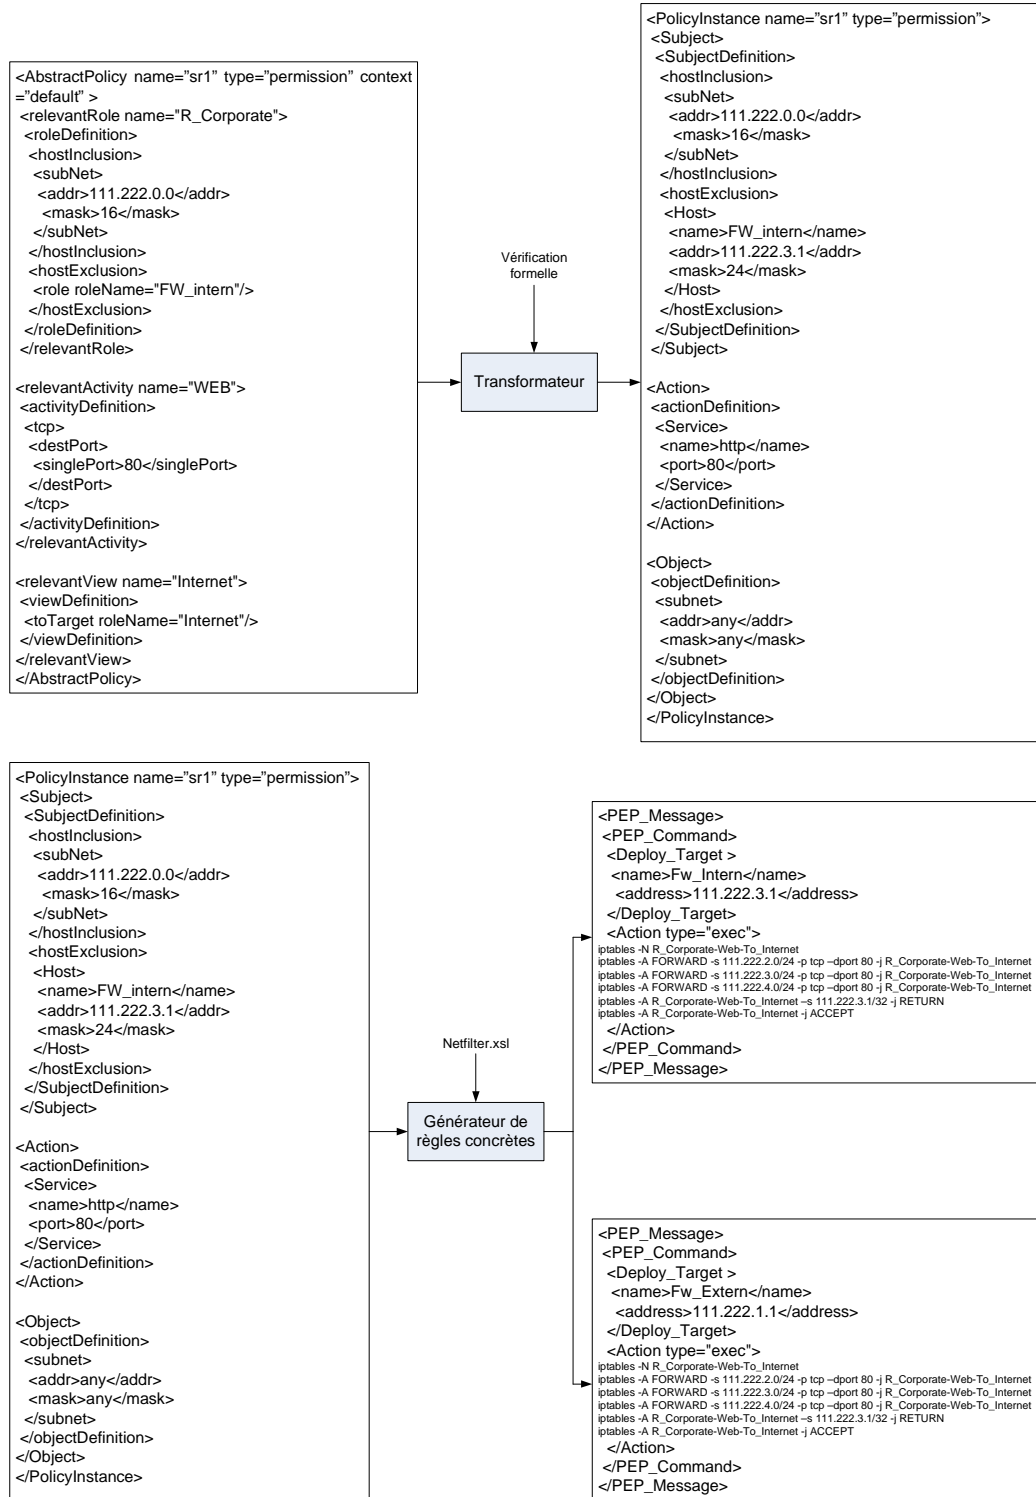 <AbstractPolicy name="sr1" type="permission" context
="default" >
<relevantRole name="R_Corporate">
<roleDefinition>
<hostInclusion>
<subNet>
<addr>111.222.0.0</addr>
<mask>16</mask>
</subNet>
</hostInclusion>
<hostExclusion>
<role roleName="FW_intern"/>
</hostExclusion>
</roleDefinition>
</relevantRole>
<relevantActivity name="WEB">
<activityDefinition>
<tcp>
<destPort>
<singlePort>80</singlePort>
</destPort>
</tcp>
</activityDefinition>
</relevantActivity>
<relevantView name="Internet">
<viewDefinition>
<toTarget roleName="Internet"/>
</viewDefinition>
</relevantView>
</AbstractPolicy>
Vérification
formelle
Transformateur
<PolicyInstance name=”sr1” type=”permission”>
<Subject>
<SubjectDefinition>
<hostInclusion>
<subNet>
<addr>111.222.0.0</addr>
<mask>16</mask>
</subNet>
</hostInclusion>
<hostExclusion>
<Host>
<name>FW_intern</name>
<addr>111.222.3.1</addr>
<mask>24</mask>
</Host>
</hostExclusion>
</SubjectDefinition>
</Subject>
<Action>
<actionDefinition>
<Service>
<name>http</name>
<port>80</port>
</Service>
</actionDefinition>
</Action>
<Object>
<objectDefinition>
<subnet>
<addr>any</addr>
<mask>any</mask>
</subnet>
</objectDefinition>
</Object>
</PolicyInstance>
<PolicyInstance name=”sr1” type=”permission”>
<Subject>
<SubjectDefinition>
<hostInclusion>
<subNet>
<addr>111.222.0.0</addr>
<mask>16</mask>
</subNet>
</hostInclusion>
<hostExclusion>
<Host>
<name>FW_intern</name>
<addr>111.222.3.1</addr>
<mask>24</mask>
</Host>
</hostExclusion>
</SubjectDefinition>
</Subject>
<Action>
<actionDefinition>
<Service>
<name>http</name>
<port>80</port>
</Service>
</actionDefinition>
</Action>
<Object>
<objectDefinition>
<subnet>
<addr>any</addr>
<mask>any</mask>
</subnet>
</objectDefinition>
</Object>
</PolicyInstance>
Netfilter.xsl
Générateur de
règles concrètes
<PEP_Message>
<PEP_Command>
<Deploy_Target >
<name>Fw_Intern</name>
<address>111.222.3.1</address>
</Deploy_Target>
<Action type="exec">
iptables -N R_Corporate-Web-To_Internet
iptables -A FORWARD -s 111.222.2.0/24 -p tcp –dport 80 -j R_Corporate-Web-To_Internet
iptables -A FORWARD -s 111.222.3.0/24 -p tcp –dport 80 -j R_Corporate-Web-To_Internet
iptables -A FORWARD -s 111.222.4.0/24 -p tcp –dport 80 -j R_Corporate-Web-To_Internet
iptables -A R_Corporate-Web-To_Internet –s 111.222.3.1/32 -j RETURN
iptables -A R_Corporate-Web-To_Internet -j ACCEPT
</Action>
</PEP_Command>
</PEP_Message>
<PEP_Message>
<PEP_Command>
<Deploy_Target >
<name>Fw_Extern</name>
<address>111.222.1.1</address>
</Deploy_Target>
<Action type="exec">
iptables -N R_Corporate-Web-To_Internet
iptables -A FORWARD -s 111.222.2.0/24 -p tcp –dport 80 -j R_Corporate-Web-To_Internet
iptables -A FORWARD -s 111.222.3.0/24 -p tcp –dport 80 -j R_Corporate-Web-To_Internet
iptables -A FORWARD -s 111.222.4.0/24 -p tcp –dport 80 -j R_Corporate-Web-To_Internet
iptables -A R_Corporate-Web-To_Internet –s 111.222.3.1/32 -j RETURN
iptables -A R_Corporate-Web-To_Internet -j ACCEPT
</Action>
</PEP_Command>
</PEP_Message>